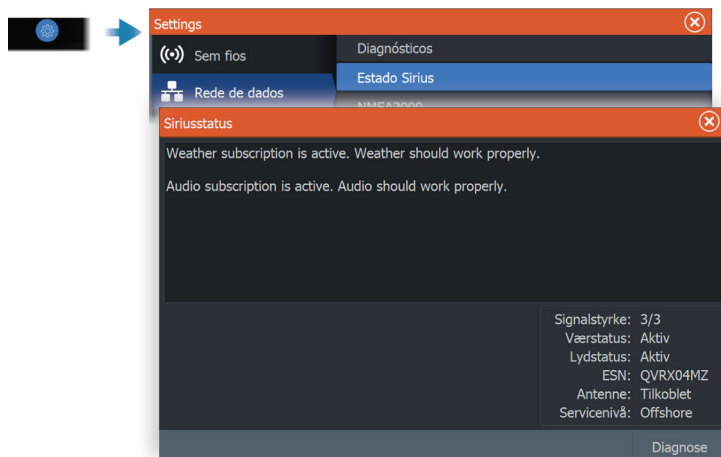 Settings
Sem fios
Diagnósticos
Rede de dados
Estado Sirius
NMEA2000
Siriusstatus
Weather subscription is active. Weather should work properly.
Audio subscription is active. Audio should work properly.
Signalstyrke: 3/3
Værstatus: Aktiv
Lydstatus: Aktiv
ESN: QVRX04MZ
Antenne: Tilkoblet
Servicenivå: Offshore
Diagnose